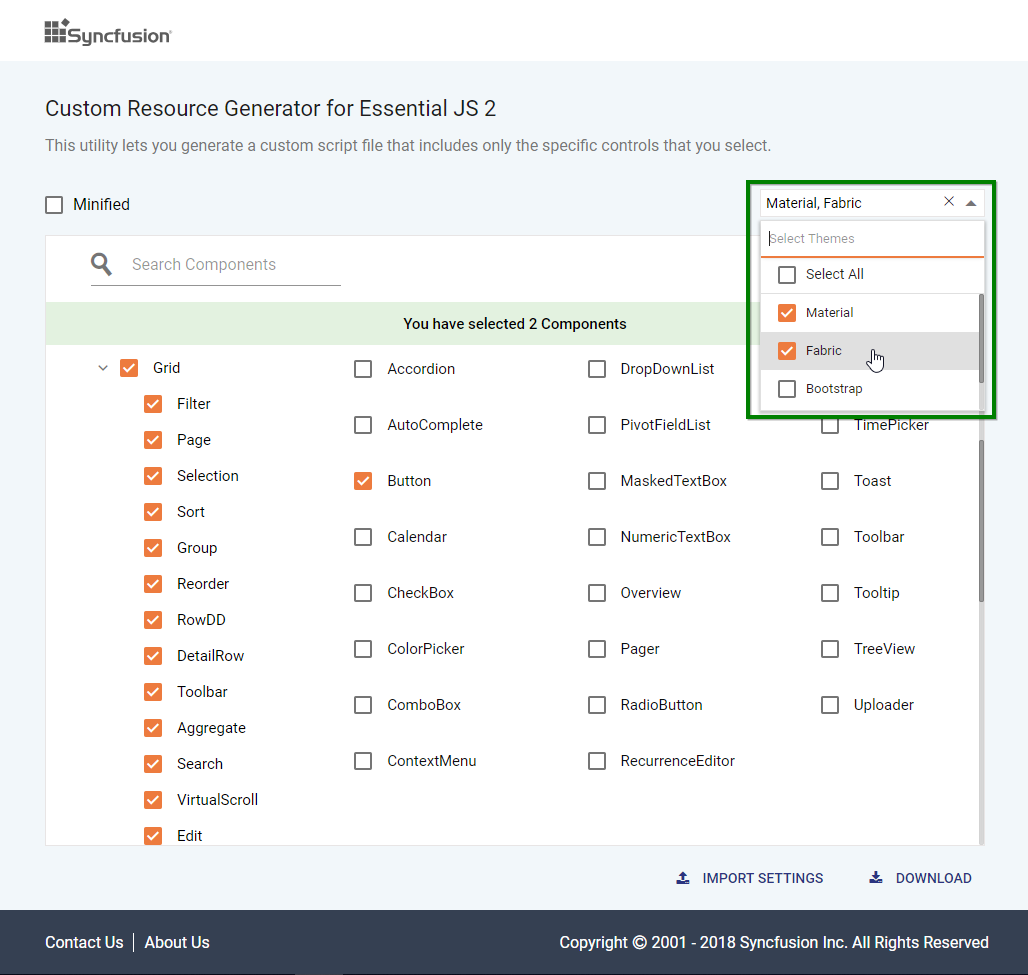 Syncfusion
Custom Resource Generator for Essential JS 2
This utility lets you generate a custom script file that includes only the specific controls that you select.
Minified
Material, Fabric
Select Themes
Select All
Material
Fabric
Bootstrap
Search Components
You have selected 2 Components
Grid
Filter
Page
Selection
Sort
Group
Reorder
RowDD
DetailRow
Toolbar
Aggregate
Search
VirtualScroll
Edit
Accordion
AutoComplete
Button
Calendar
CheckBox
ColorPicker
ComboBox
ContextMenu
DropDownList
PivotFieldList
MaskedTextBox
NumericTextBox
Overview
Pager
RadioButton
RecurrenceEditor
TimePicker
Toast
Toolbar
Tooltip
TreeView
Uploader
IMPORT SETTINGS
DOWNLOAD
Contact Us | About Us
Copyright © 2001 - 2018 Syncfusion Inc. All Rights Reserved